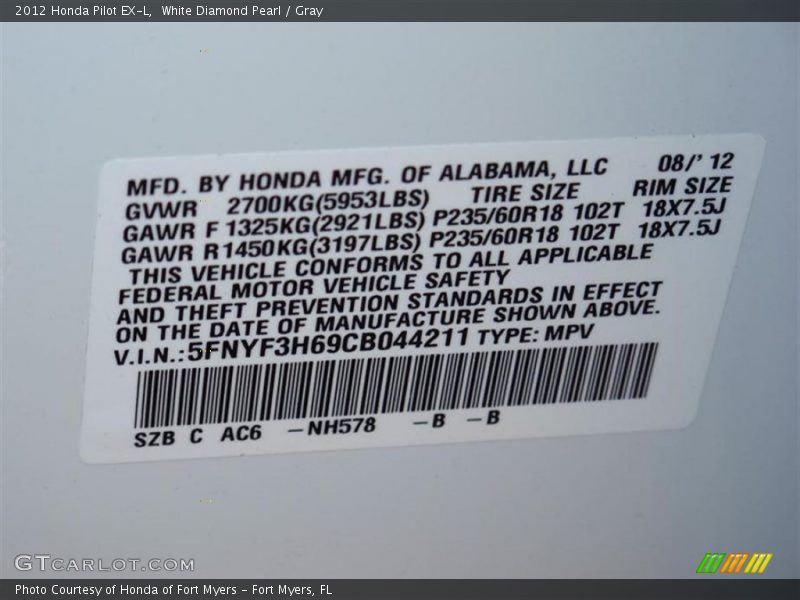 2012 Honda Pilot EX-L,  White Diamond Pearl / Gray
MFD. BY HONDA MFG. OF ALABAMA, LLC 08/' 12
GVWR 2700KG(5953LBS) TIRE SIZE RIM SIZE
GAWR F 1325KG(2921LBS) P235/60R18 102T 18X7.5J
GAWR R1450KG(3197LBS) P235/60R18 102T 18X7.5J
THIS VEHICLE CONFORMS TO ALL APPLICABLE
FEDERAL MOTOR VEHICLE SAFETY
AND THEFT PREVENTION STANDARDS IN EFFECT
ON THE DATE OF MANUFACTURE SHOWN ABOVE.
V.I.N.:5FNYF3H69CB044211 TYPE: MPV
SZB C AC6 -NH578 -B -B
GTCARLOT.COM
Photo Courtesy of Honda of Fort Myers - Fort Myers, FL